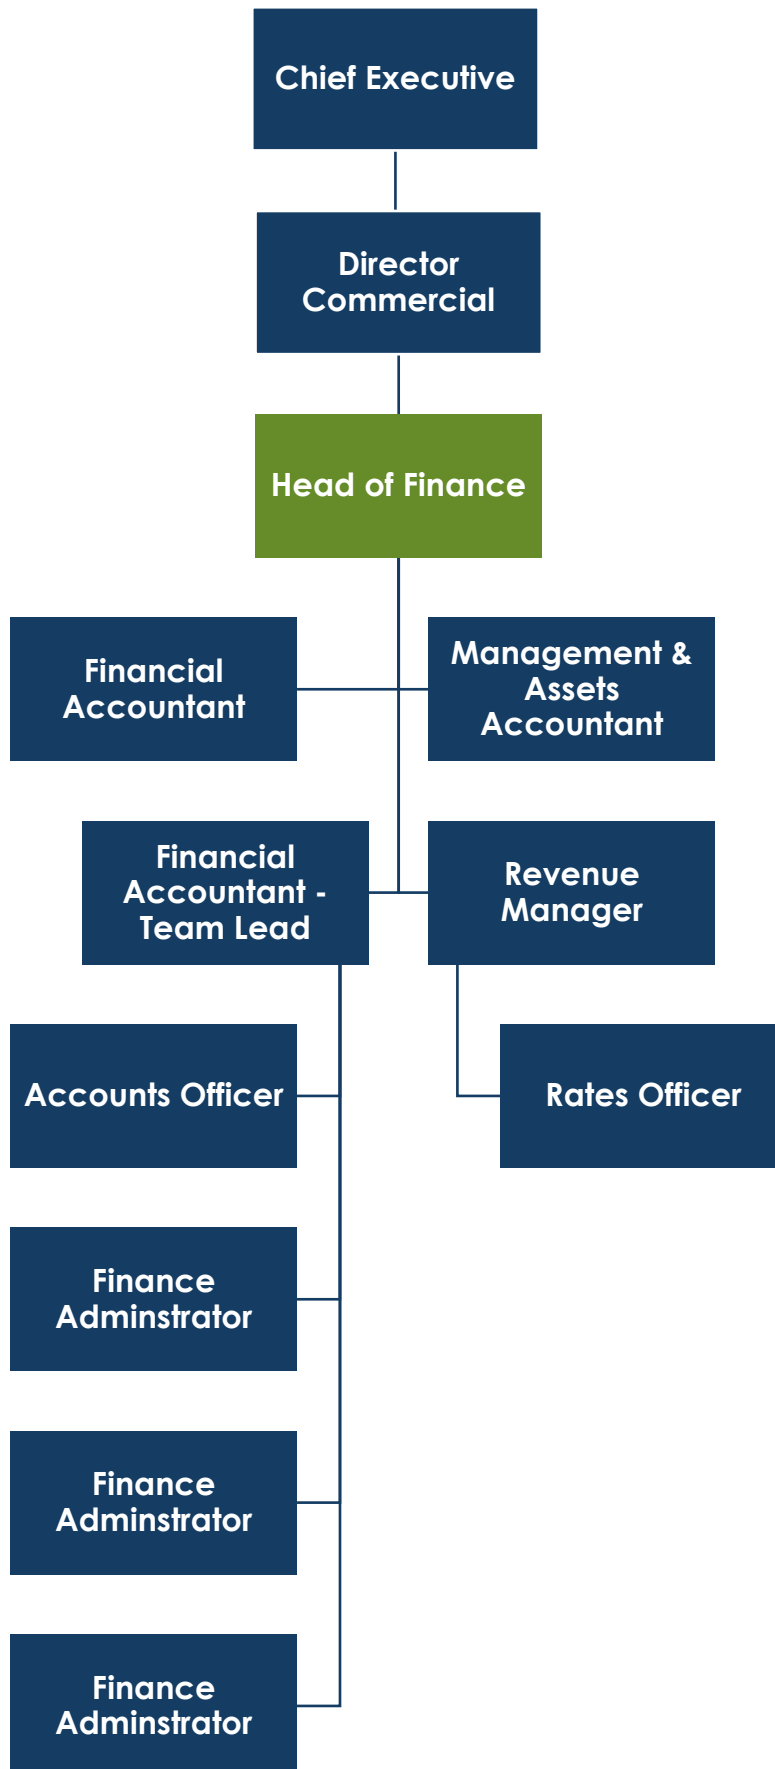 Chief Executive
Director
Commercial
Head of Finance
Financial
Accountant
Management &
Assets
Accountant
Financial
Accountant -
Team Lead
Revenue
Manager
Accounts Officer
Rates Officer
Finance
Adminstrator
Finance
Adminstrator
Finance
Adminstrator